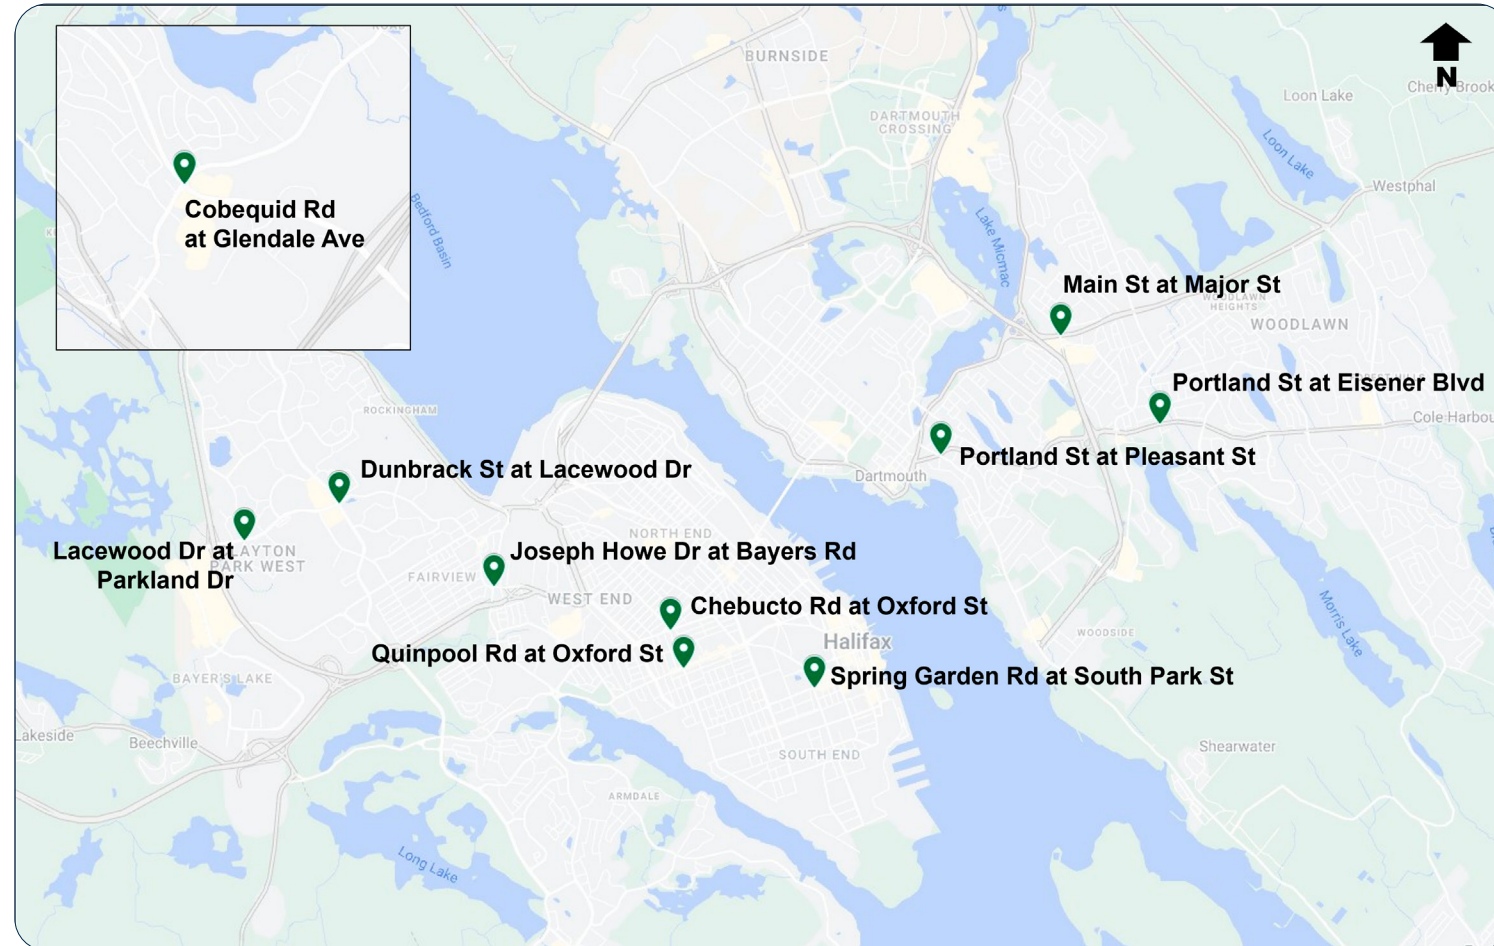 BURNSIDE
N
Loon Lake
DARTMOUTH
CROSSING
Loon Lake
Westphal
Cobequid Rd
at Glendale Ave
Bedford Basin
Lake Micmac
Main St at Major St
WOODLAWN
HEIGHTS
WOODLAWN
Portland St at Eisener Blvd
ROCKINGHAM
Cole Harbou
Portland St at Pleasant St
Dartmouth
Dunbrack St at Lacewood Dr
NORTH END
Lacewood Dr at
Parkland Dr
LAYTON
PARK WEST
Joseph Howe Dr at Bayers Rd
FAIRVIEW
WEST END
Chebucto Rd at Oxford St
Morris Lake
Halifax
WOODSIDE
Quinpool Rd at Oxford St
Spring Garden Rd at South Park St
BAYER'S LAKE
Lakeside
Beechville
SOUTH END
Shearwater
ARMDALE
Long Lake